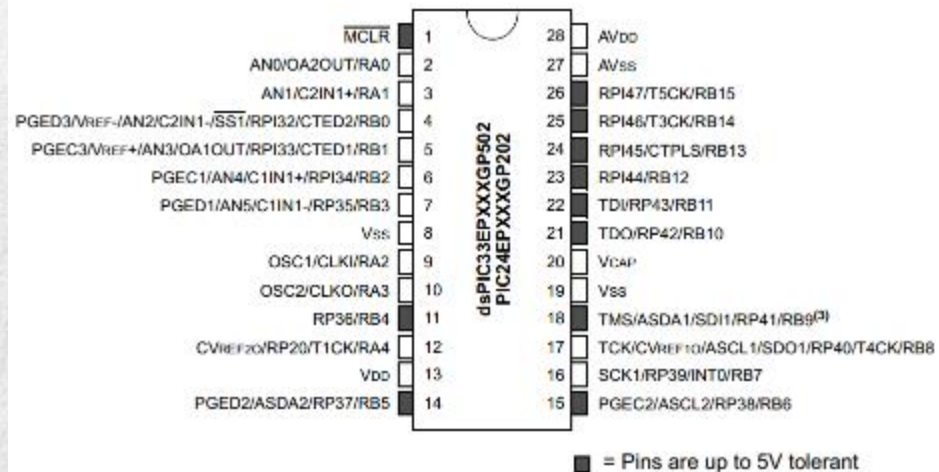 MCLR 1
AN0/OA2OUT/RA0 2
AN1/C2IN1+/RA1 3
PGED3/VREF-/AN2/C2IN1-/SS1/RPI32/CTED2/RB0 4
PGEC3/VREF+/AN3/OA1OUT/RPI33/CTED1/RB1 5
PGEC1/AN4/C1IN1+/RPI34/RB2 6
PGED1/AN5/C1IN1-/RP35/RB3 7
VSS 8
OSC1/CLKI/RA2 9
OSC2/CLKO/RA3 10
RP36/RB4 11
CVREF2O/RP20/T1CK/RA4 12
VDD 13
PGED2/ASDA2/RP37/RB5 14
dsPIC33EPXXXGP502
PIC24EPXXXGP202
28 AVDD
27 AVSS
26 RPI47/T5CK/RB15
25 RPI46/T3CK/RB14
24 RPI45/CTPLS/RB13
23 RPI44/RB12
22 TDI/RP43/RB11
21 TDO/RP42/RB10
20 VCAP
19 VSS
18 TMS/ASDA1/SDI1/RP41/RB9(3)
17 TCK/CVREF1O/ASCL1/SDO1/RP40/T4CK/RB8
16 SCK1/RP39/INT0/RB7
15 PGEC2/ASCL2/RP38/RB6
= Pins are up to 5V tolerant